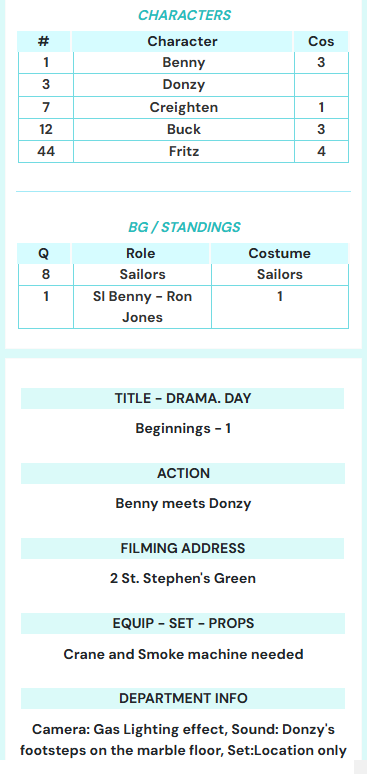 CHARACTERS
# Character Cos
1 Benny 3
3 Donzy
7 Creighten 1
12 Buck 3
44 Fritz 4
BG / STANDINGS
Q Role Costume
8 Sailors Sailors
1 SI Benny - Ron 1
Jones
TITLE - DRAMA. DAY
Beginnings - 1
ACTION
Benny meets Donzy
FILMING ADDRESS
2 St. Stephen's Green
EQUIP - SET - PROPS
Crane and Smoke machine needed
DEPARTMENT INFO
Camera: Gas Lighting effect, Sound: Donzy's
footsteps on the marble floor, Set:Location only